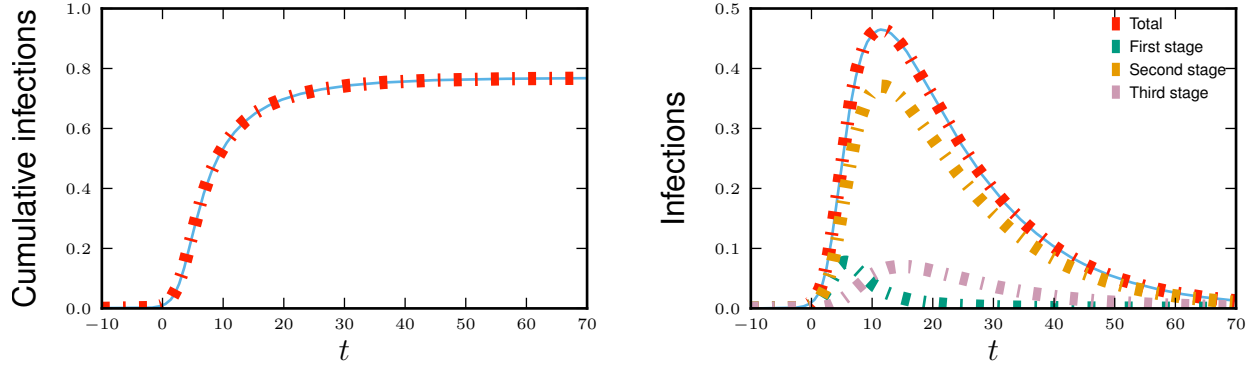 Cumulative infections
1.0
0.8
0.6
0.4
0.2
0.0
−10 0 10 20 30 40 50 60 70
t
Infections
0.5
0.4
0.3
0.2
0.1
0.0
−10 0 10 20 30 40 50 60 70
t
Total
First stage
Second stage
Third stage